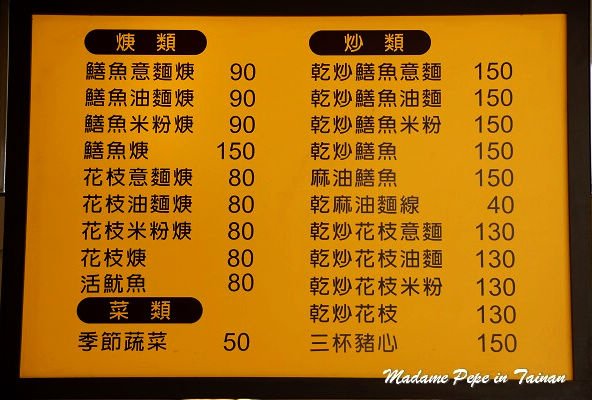 焿類
鱔魚意麵焿 90
鱔魚油麵焿 90
鱔魚米粉焿 90
鱔魚焿 150
花枝意麵焿 80
花枝油麵焿 80
花枝米粉焿 80
花枝焿 80
活魷魚 80
菜類
季節蔬菜 50
炒類
乾炒鱔魚意麵 150
乾炒鱔魚油麵 150
乾炒鱔魚米粉 150
乾炒鱔魚 150
麻油鱔魚 150
乾麻油麵線 40
乾炒花枝意麵 130
乾炒花枝油麵 130
乾炒花枝米粉 130
乾炒花枝 130
三杯豬心 150
Madame Pepe in Tainan